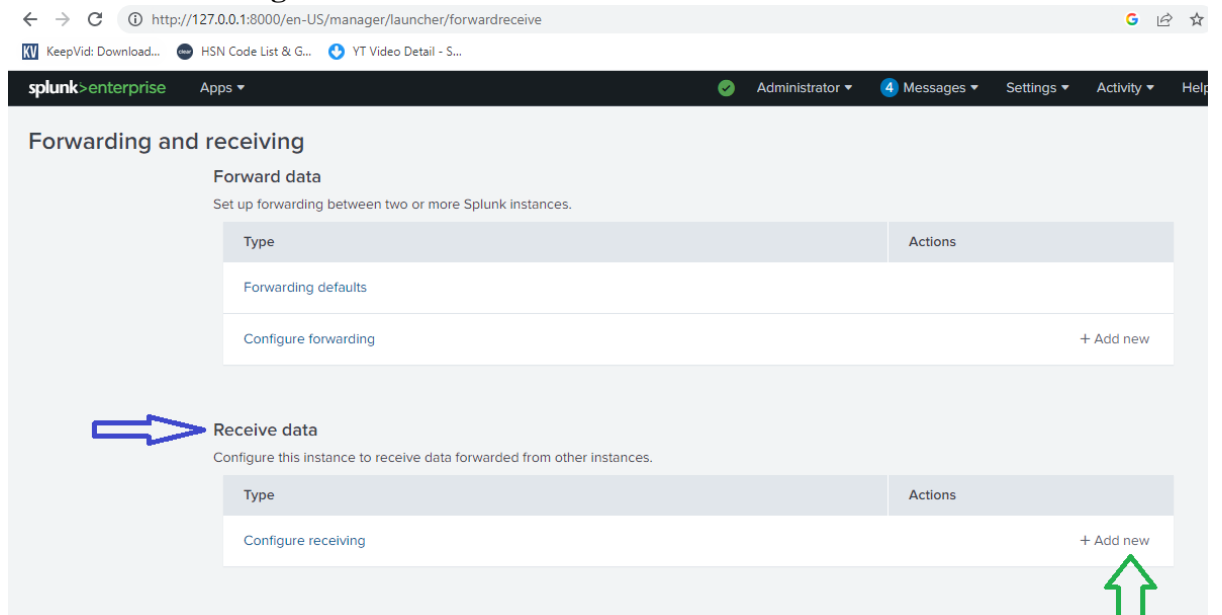 http://127.0.0.1:8000/en-US/manager/launcher/forwardreceive
KeepVid: Download... HSN Code List & G... YT Video Detail - S...
splunk>enterprise Apps Administrator 4 Messages Settings Activity Help
Forwarding and receiving
Forward data
Set up forwarding between two or more Splunk instances.
Type Actions
Forwarding defaults
Configure forwarding + Add new
Receive data
Configure this instance to receive data forwarded from other instances.
Type Actions
Configure receiving + Add new